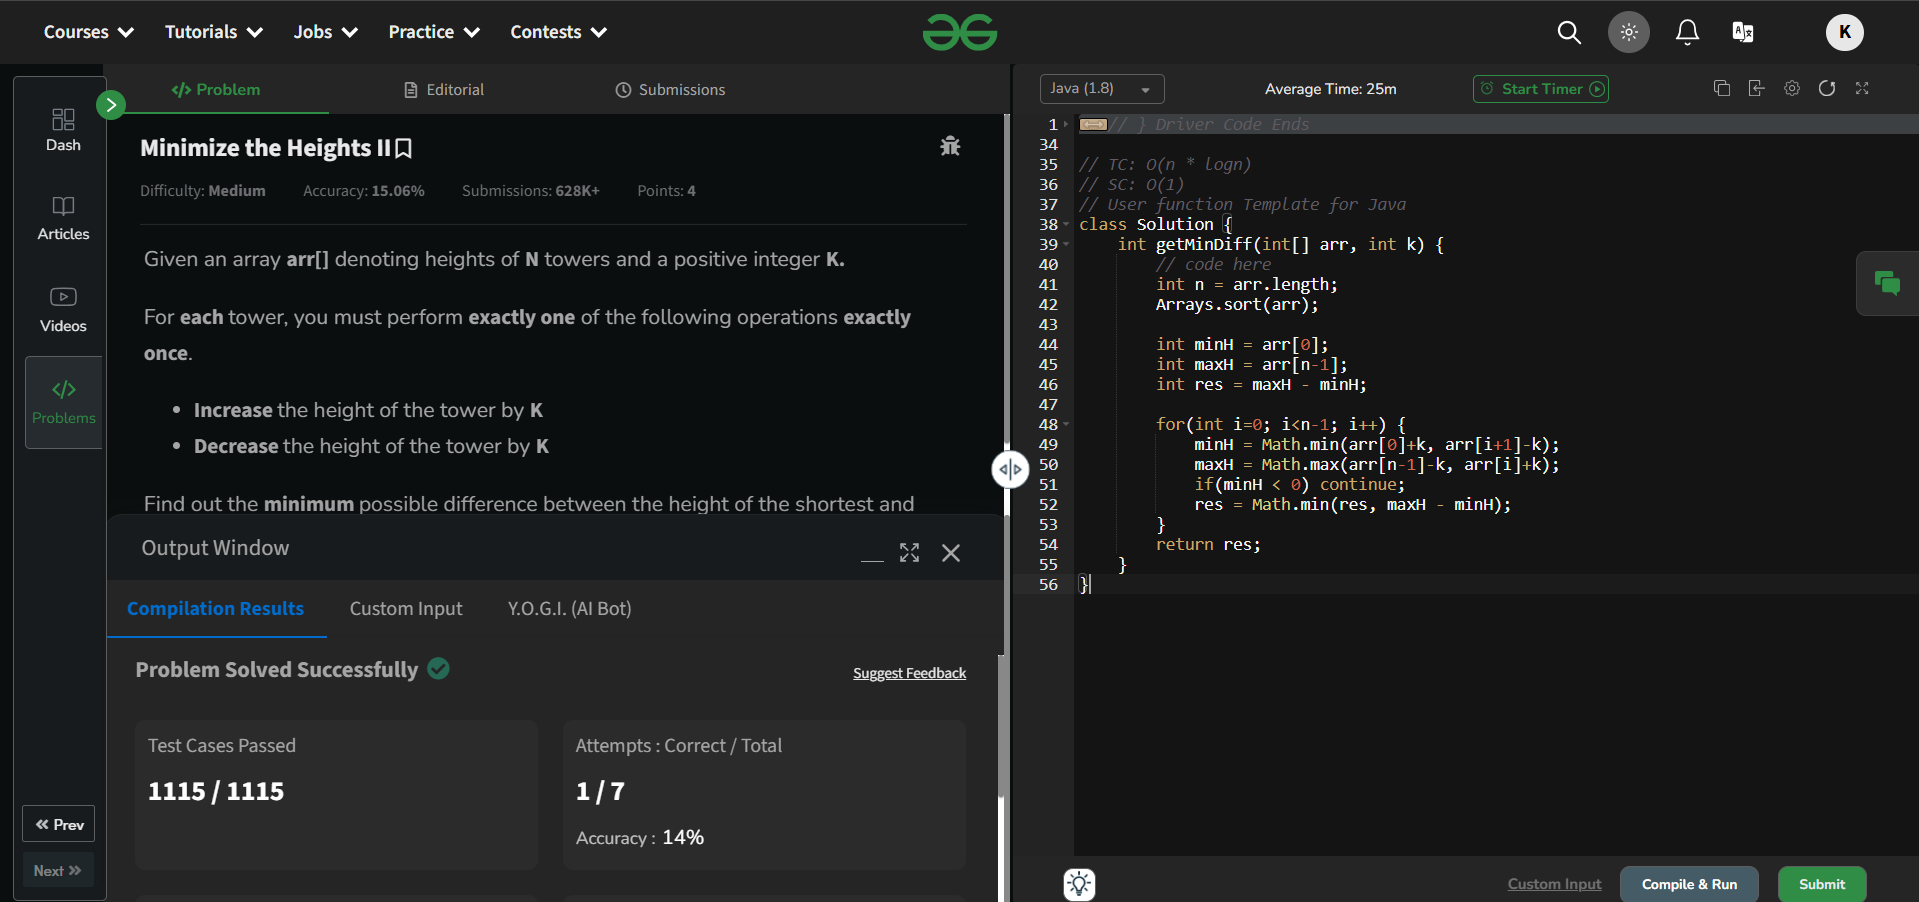 Courses Tutorials Jobs Practice Contests K
Dash
Articles
Videos
Problems
Prev
Next
Problem Editorial Submissions
Minimize the Heights II
Difficulty: Medium Accuracy: 15.06% Submissions: 628K+ Points: 4
Given an array arr[] denoting heights of N towers and a positive integer K.
For each tower, you must perform exactly one of the following operations exactly
once.
• Increase the height of the tower by K
• Decrease the height of the tower by K
Find out the minimum possible difference between the height of the shortest and
Output Window
Compilation Results Custom Input Y.O.G.I. (AI Bot)
Problem Solved Successfully Suggest Feedback
Test Cases Passed
1115 / 1115
Attempts : Correct / Total
1 / 7
Accuracy : 14%
Java (1.8) Average Time: 25m Start Timer
1 // } Driver Code Ends
34
35 // TC: O(n * logn)
36 // SC: O(1)
37 // User function Template for Java
38 class Solution {
39     int getMinDiff(int[] arr, int k) {
40         // code here
41         int n = arr.length;
42         Arrays.sort(arr);
43
44         int minH = arr[0];
45         int maxH = arr[n-1];
46         int res = maxH - minH;
47
48         for(int i=0; i<n-1; i++) {
49             minH = Math.min(arr[0]+k, arr[i+1]-k);
50             maxH = Math.max(arr[n-1]-k, arr[i]+k);
51             if(minH < 0) continue;
52             res = Math.min(res, maxH - minH);
53         }
54         return res;
55     }
56 }
Custom Input Compile & Run Submit